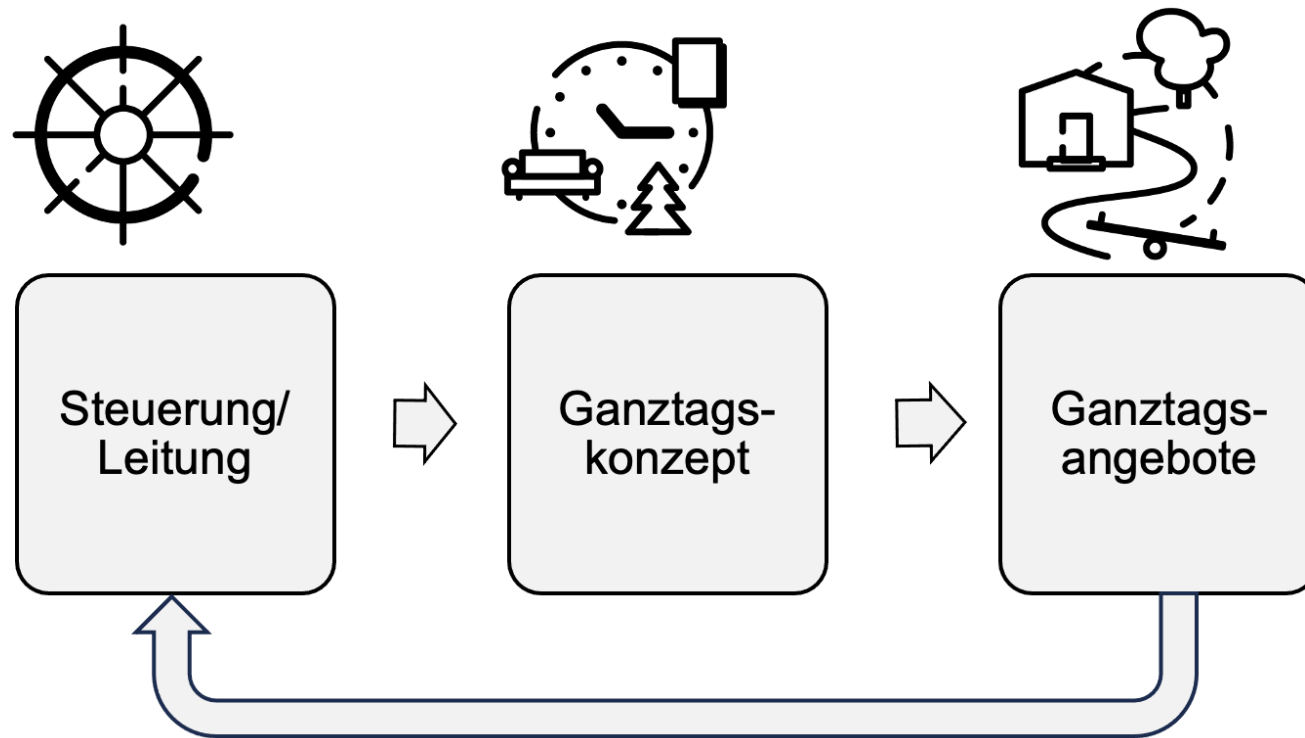 Steuerung/
Leitung
Ganztags-
konzept
Ganztags-
angebote